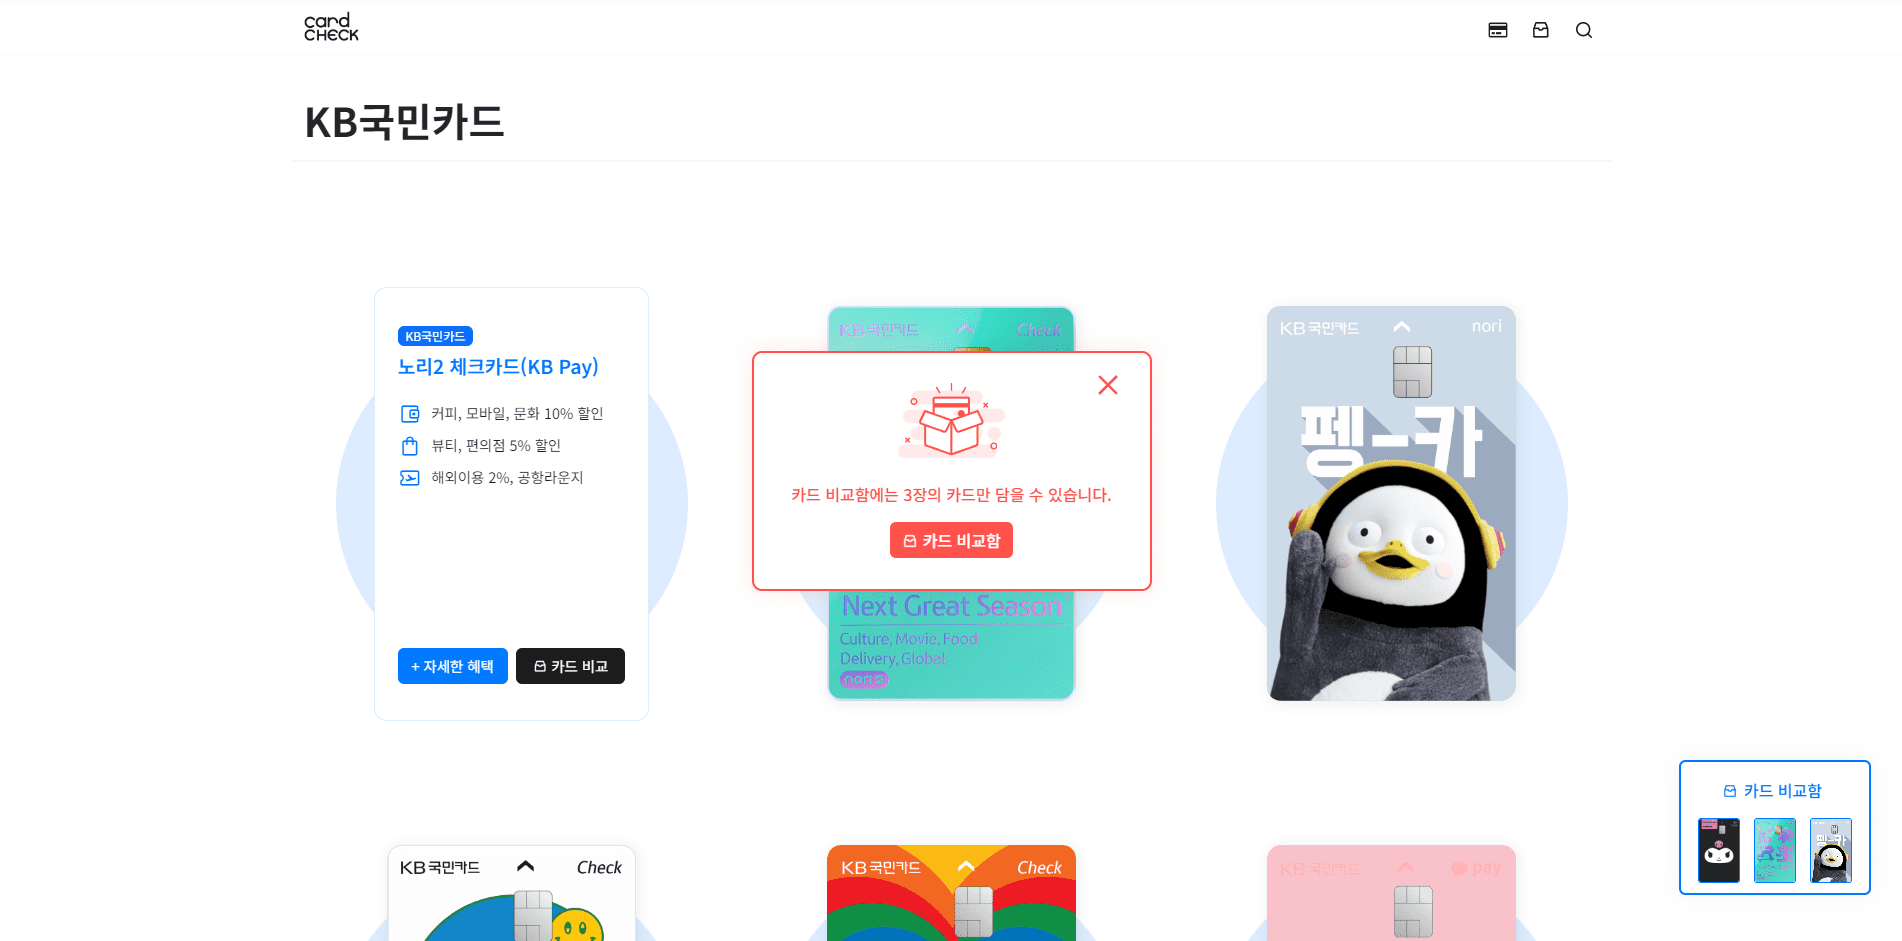 card
CHECK
KB국민카드
KB국민카드
노리2 체크카드(KB Pay)
커피, 모바일, 문화 10% 할인
뷰티, 편의점 5% 할인
해외이용 2%, 공항라운지
+ 자세한 혜택
카드 비교
KB국민카드
Check
카드 비교함에는 3장의 카드만 담을 수 있습니다.
카드 비교함
Next Great Season
Culture, Movie, Food
Delivery, Global
nori 2
KB국민카드
nori
펭-카
카드 비교함
KB국민카드
Check
KB국민카드
Check
KB국민카드
pay